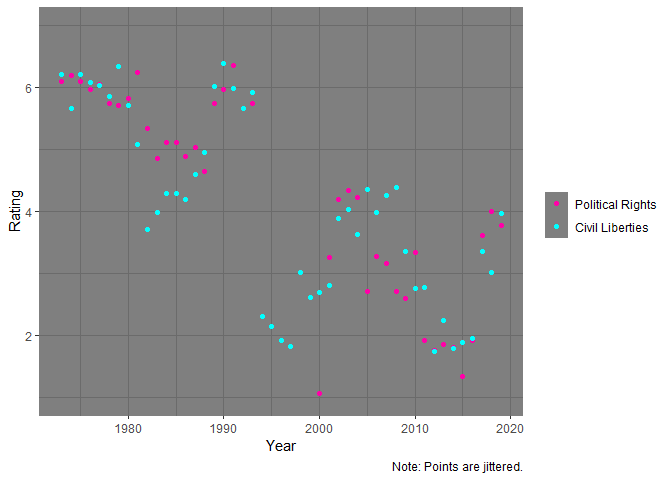 Rating
6
4
2
1980 1990 2000 2010 2020
Year
Political Rights
Civil Liberties
Note: Points are jittered.